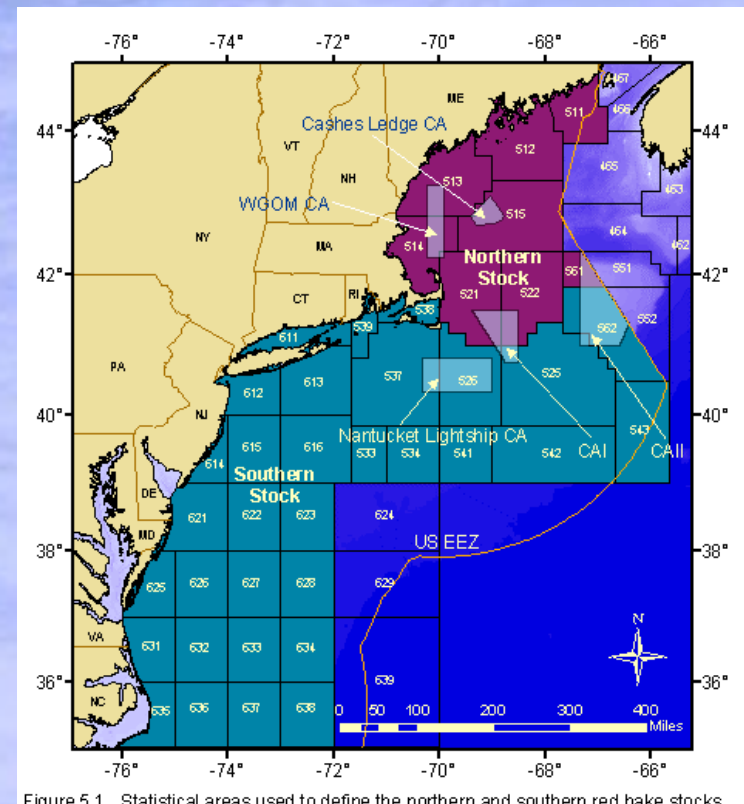 -76° -74° -72° -70° -68° -66°
467
ME
511
466
44°
44°
Cashes Ledge CA
VT
512
465
NH
513
463
WGOM CA
515
464
NY
MA
514
462
Northern
Stock
42°
42°
561
551
CT
RI
521
522
538
552
539
562
611
PA
537
526
525
612
613
40°
40°
NJ
543
Nantucket Lightship CA
615
616
533
534
541
542
CAI
CAII
614
Southern
Stock
DE
621
622
623
624
MD
US EEZ
38°
38°
625
626
627
628
629
N
VA
631
632
633
634
36°
36°
639
NC
635
636
637
638
0 50 100 200 300 400
Miles
-76° -74° -72° -70° -68° -66°
Figure 5.1. Statistical areas used to define the northern and southern red hake stocks.